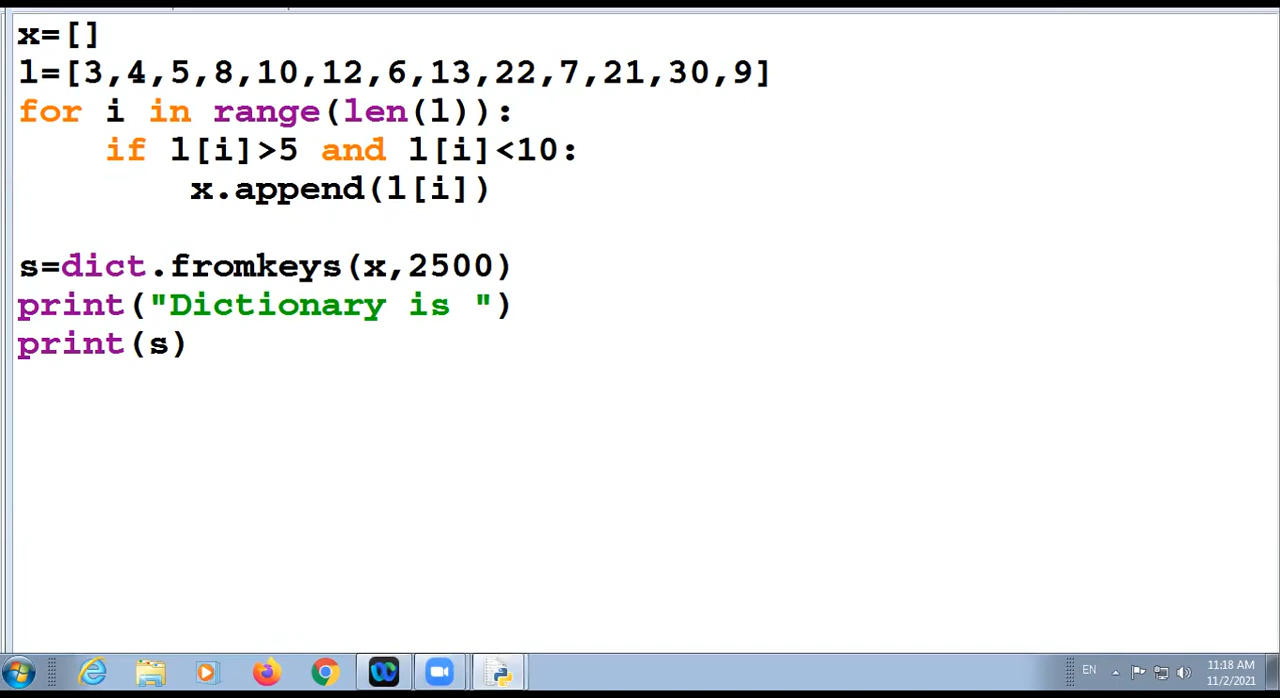 x=[]
l=[3,4,5,8,10,12,6,13,22,7,21,30,9]
for i in range(len(l)):
    if l[i]>5 and l[i]<10:
        x.append(l[i])
s=dict.fromkeys(x,2500)
print("Dictionary is ")
print(s)
EN
11:18 AM
11/2/2021